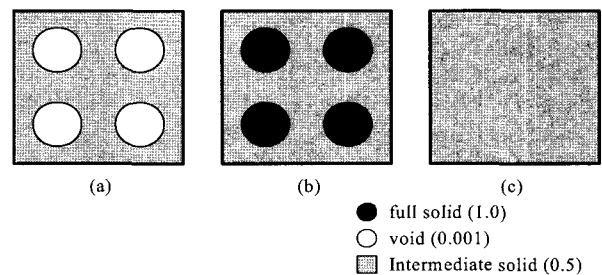 (a) (b) (c)
full solid (1.0)
void (0.001)
Intermediate solid (0.5)